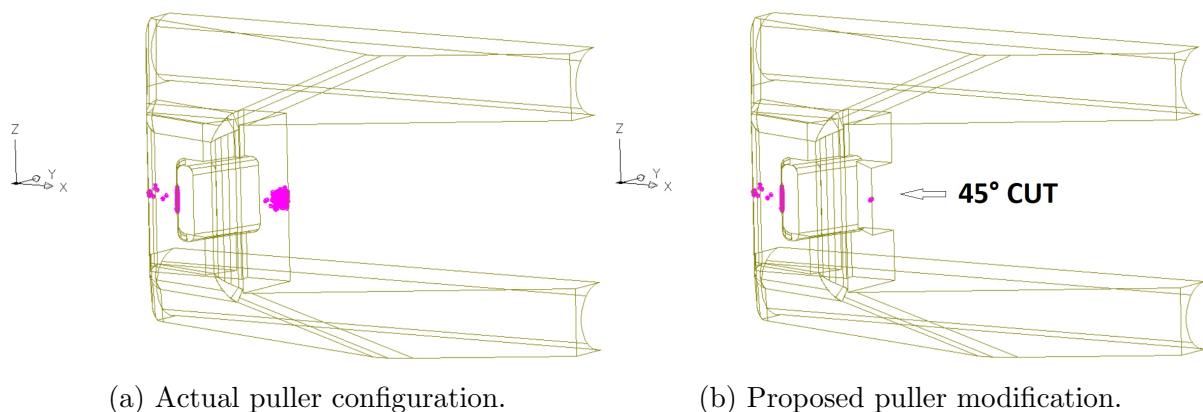 Z
Y
X
Z
Y
X
45° CUT
(a) Actual puller configuration.
(b) Proposed puller modification.